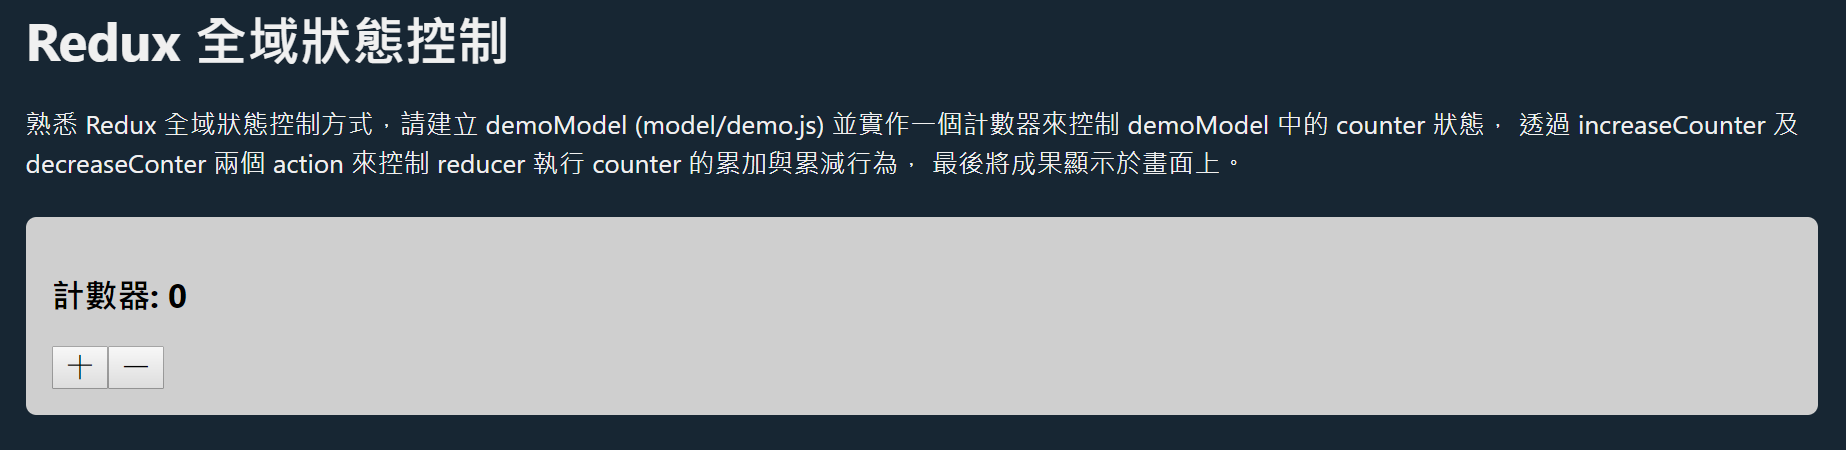 Redux 全域狀態控制
熟悉 Redux 全域狀態控制方式，請建立 demoModel (model/demo.js) 並實作一個計數器來控制 demoModel 中的 counter 狀態， 透過 increaseCounter 及
decreaseConter 兩個 action 來控制 reducer 執行 counter 的累加與累減行為， 最後將成果顯示於畫面上。
計數器: 0
＋ －